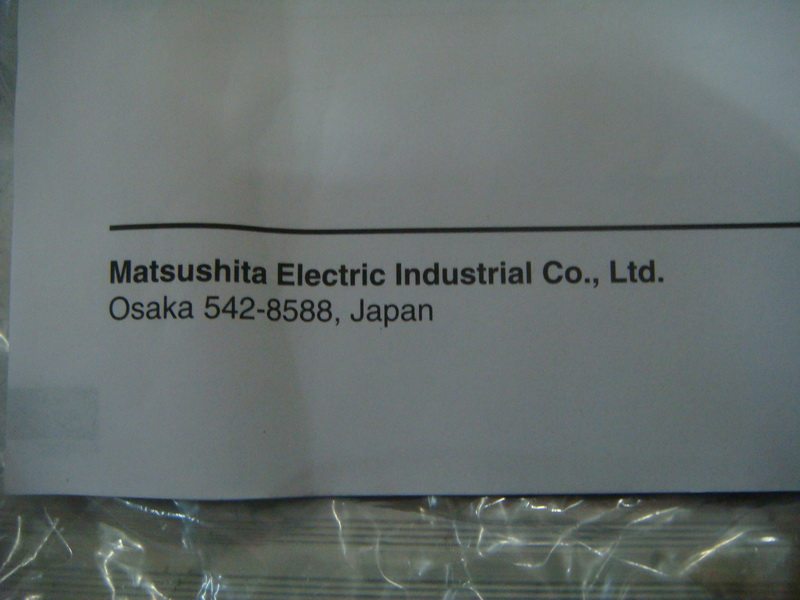 Matsushita Electric Industrial Co., Ltd.
Osaka 542-8588, Japan